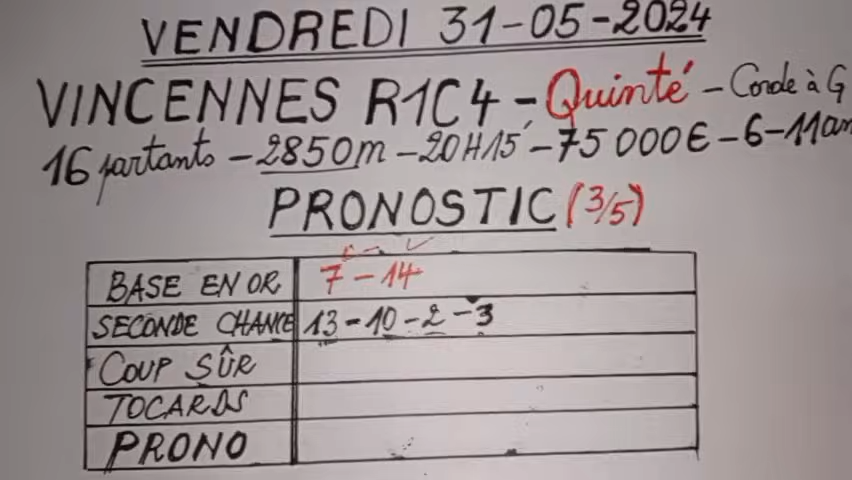 VENDREDI 31-05-2024
VINCENNES R1C4 - Quinté - Corde à G
16 partants - 2850m - 20H15 - 75 000€ - 6-11an
PRONOSTIC (3/5)
BASE EN OR 7-14
SECONDE CHANCE 13-10-2-3
COUP SÛR
TOCARDS
PRONO